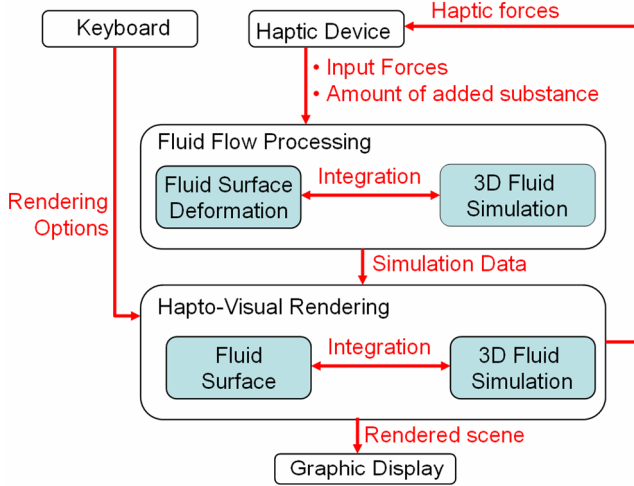 Keyboard
Haptic Device
Haptic forces
• Input Forces
• Amount of added substance
Fluid Flow Processing
Fluid Surface
Deformation
Integration
3D Fluid
Simulation
Rendering
Options
Simulation Data
Hapto-Visual Rendering
Fluid
Surface
Integration
3D Fluid
Simulation
Rendered scene
Graphic Display